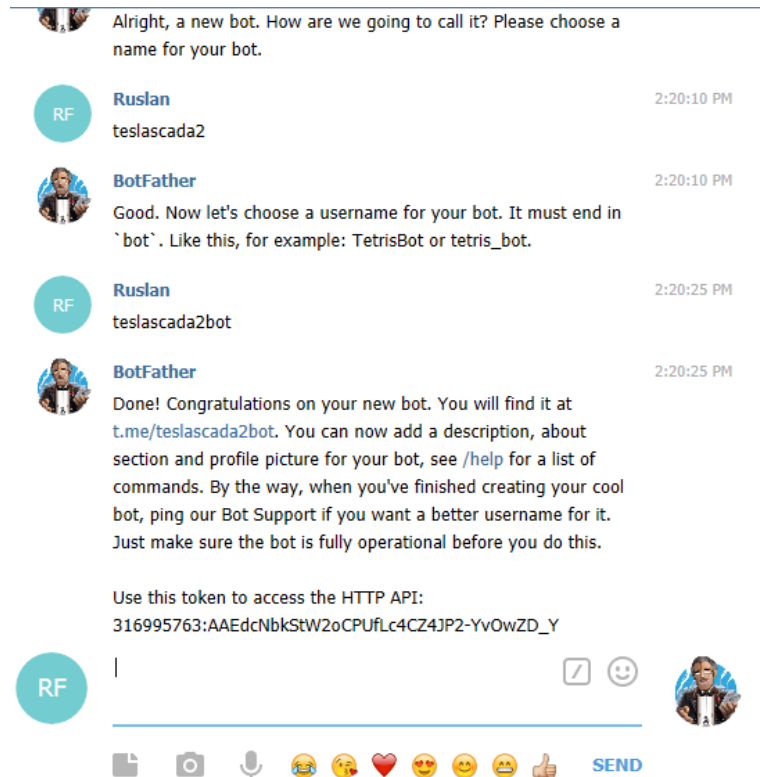 Alright, a new bot. How are we going to call it? Please choose a
name for your bot.
RF
Ruslan
2:20:10 PM
teslascada2
BotFather
2:20:10 PM
Good. Now let's choose a username for your bot. It must end in
`bot`. Like this, for example: TetrisBot or tetris_bot.
RF
Ruslan
2:20:25 PM
teslascada2bot
BotFather
2:20:25 PM
Done! Congratulations on your new bot. You will find it at
t.me/teslascada2bot. You can now add a description, about
section and profile picture for your bot, see /help for a list of
commands. By the way, when you've finished creating your cool
bot, ping our Bot Support if you want a better username for it.
Just make sure the bot is fully operational before you do this.
Use this token to access the HTTP API:
316995763:AAEdcNbkStW2oCPUfLc4CZ4JP2-YvOwZD_Y
RF
SEND